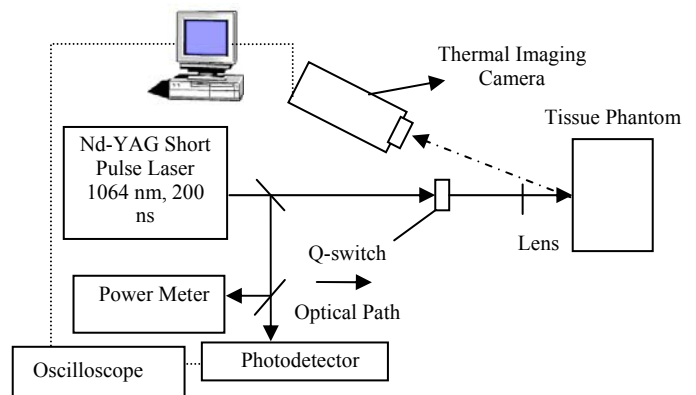 Thermal Imaging
Camera
Tissue Phantom
Nd-YAG Short
Pulse Laser
1064 nm, 200
ns
Lens
Q-switch
Power Meter
Optical Path
Photodetector
Oscilloscope